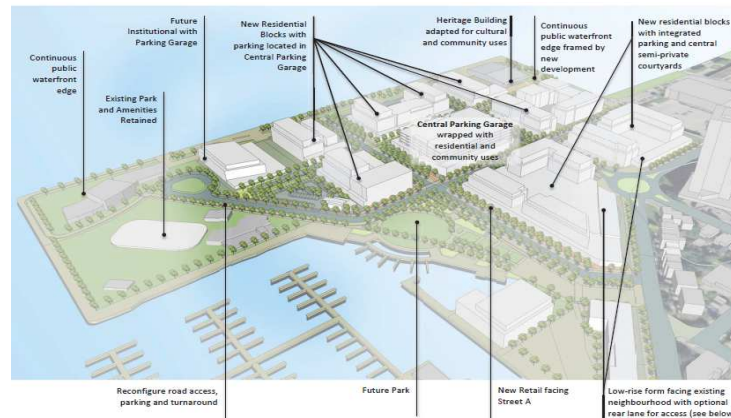 Continuous
public
waterfront
edge
Existing Park
and Amenities
Retained
Future
Institutional with
Parking Garage
New Residential
Blocks with
parking located in
Central Parking
Garage
Heritage Building
adapted for cultural
and community uses
Continuous
public waterfront
edge framed by
new
development
New residential blocks
with integrated
parking and central
semi-private
courtyards
Central Parking Garage
wrapped with
residential and
community uses
Reconfigure road access,
parking and turnaround
Future Park
New Retail facing
Street A
Low-rise form facing existing
neighbourhood with optional
rear lane for access (see below